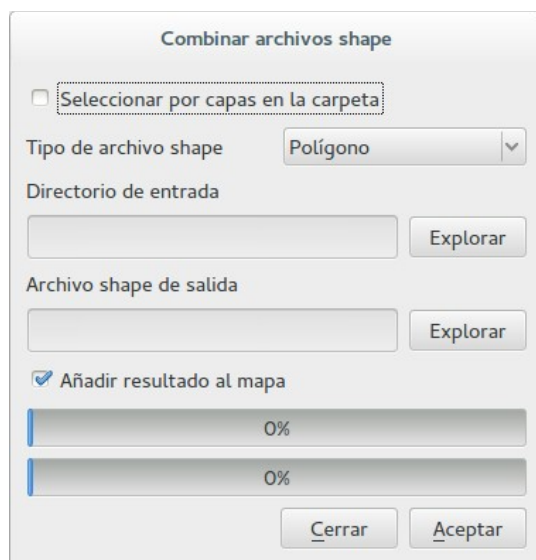 Combinar archivos shape
Seleccionar por capas en la carpeta
Tipo de archivo shape Polígono
Directorio de entrada
Explorar
Archivo shape de salida
Explorar
Añadir resultado al mapa
0%
0%
Cerrar Aceptar